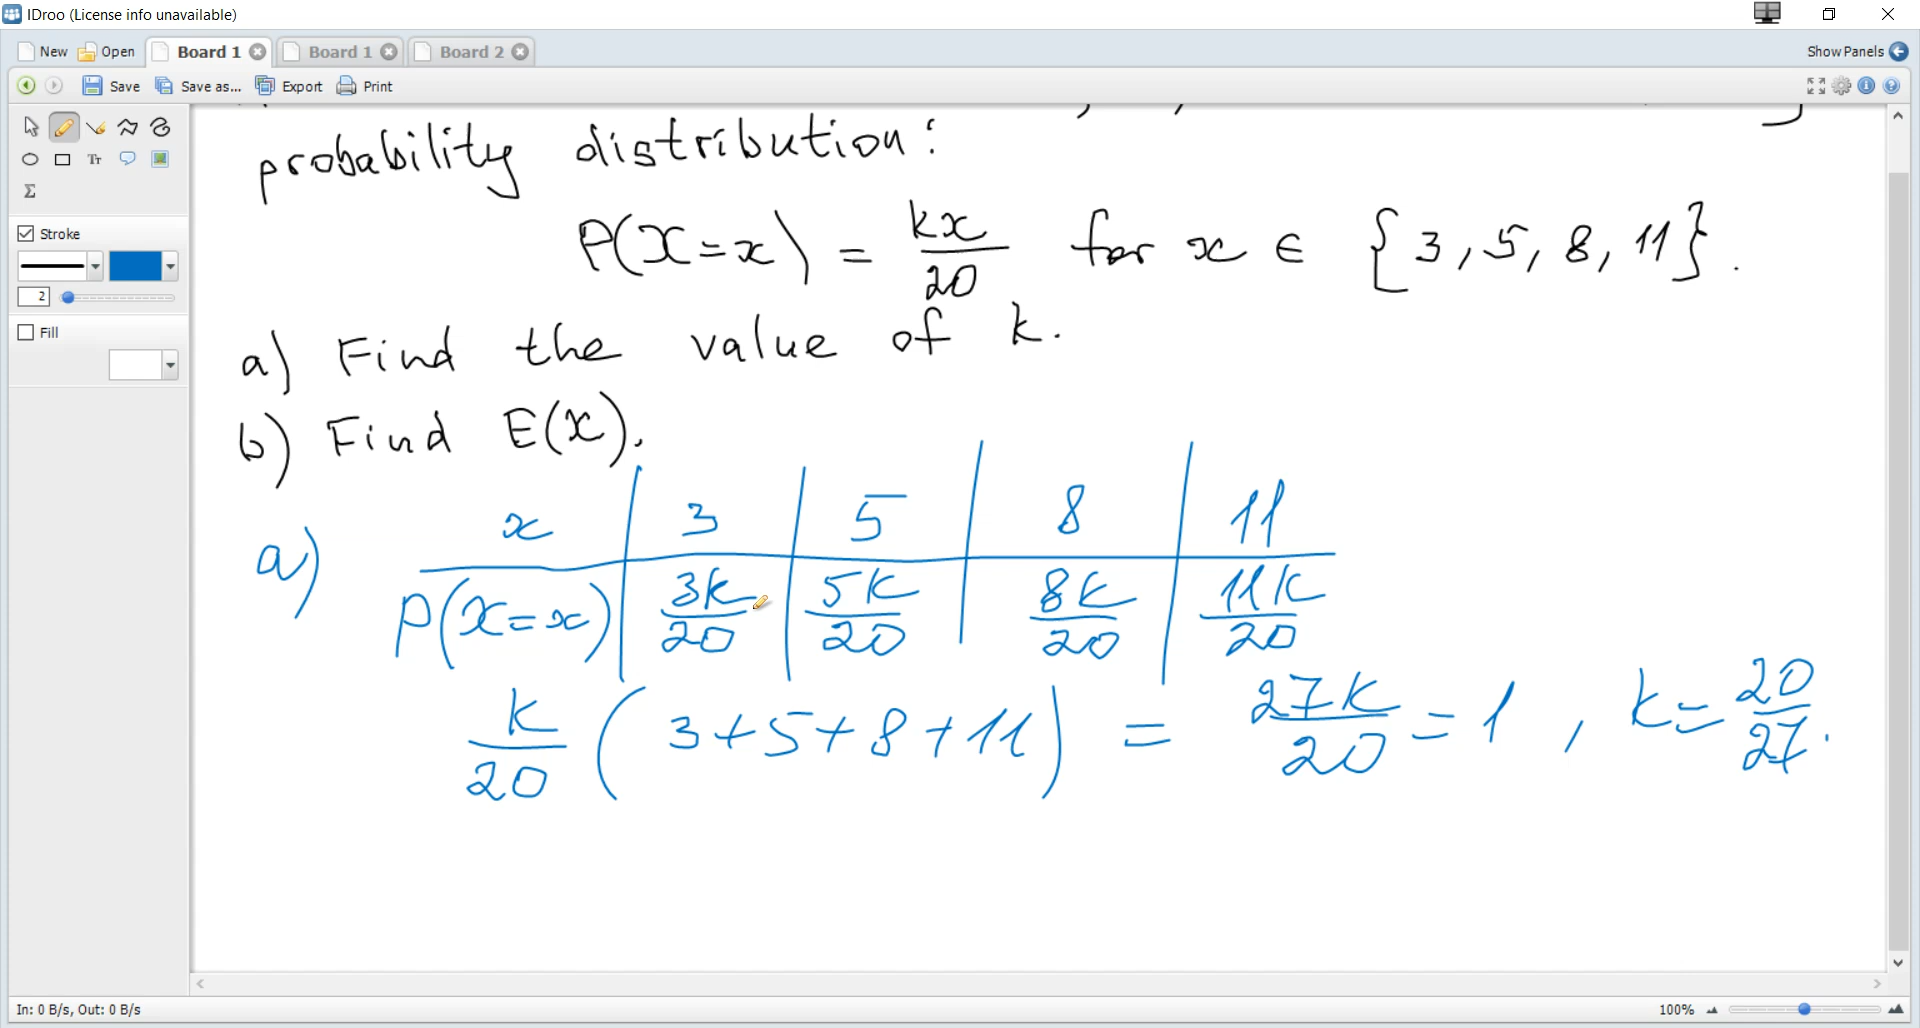 IDroo (License info unavailable)
New Open Board 1 Board 1 Board 2 Show Panels
Save Save as... Export Print
probability distribution:
P(X=x) = kx/20 for x ∈ {3, 5, 8, 11}.
a) Find the value of k.
b) Find E(X).
Tт
Σ
Stroke
2
Fill
a) x | 3 | 5 | 8 | 11
P(X=x) | 3k/20 | 5k/20 | 8k/20 | 11k/20
k/20 (3+5+8+11) = 27k/20 = 1, k = 20/27.
In: 0 B/s, Out: 0 B/s 100%